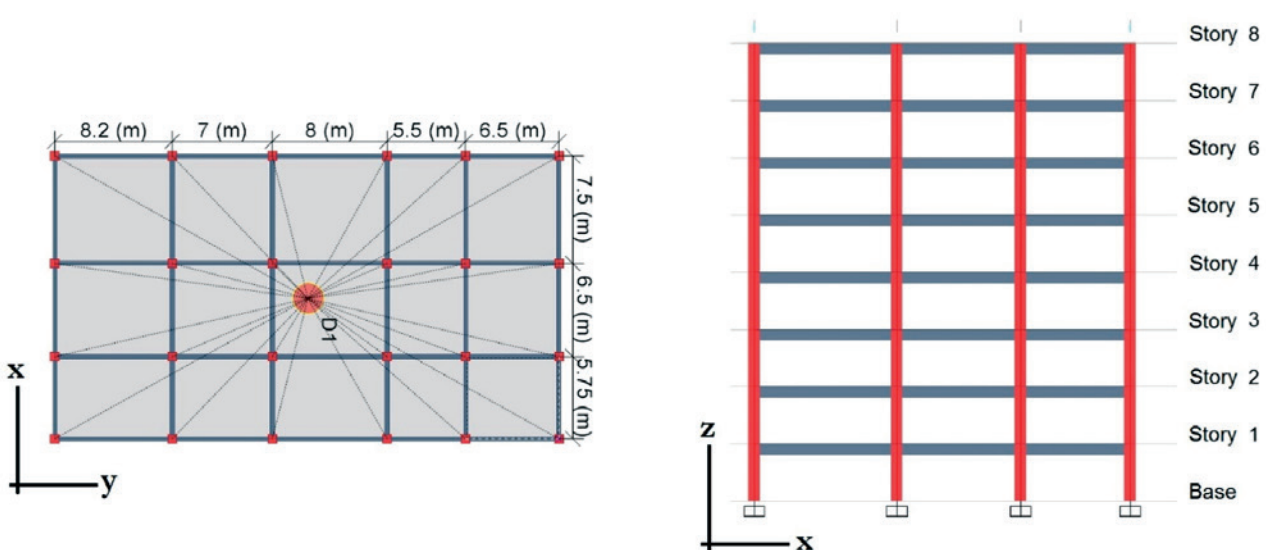 8.2 (m) 7 (m) 8 (m) 5.5 (m) 6.5 (m)
7.5 (m)
6.5 (m)
5.75 (m)
D1
x
y
Story 8
Story 7
Story 6
Story 5
Story 4
Story 3
Story 2
Story 1
Base
z
x